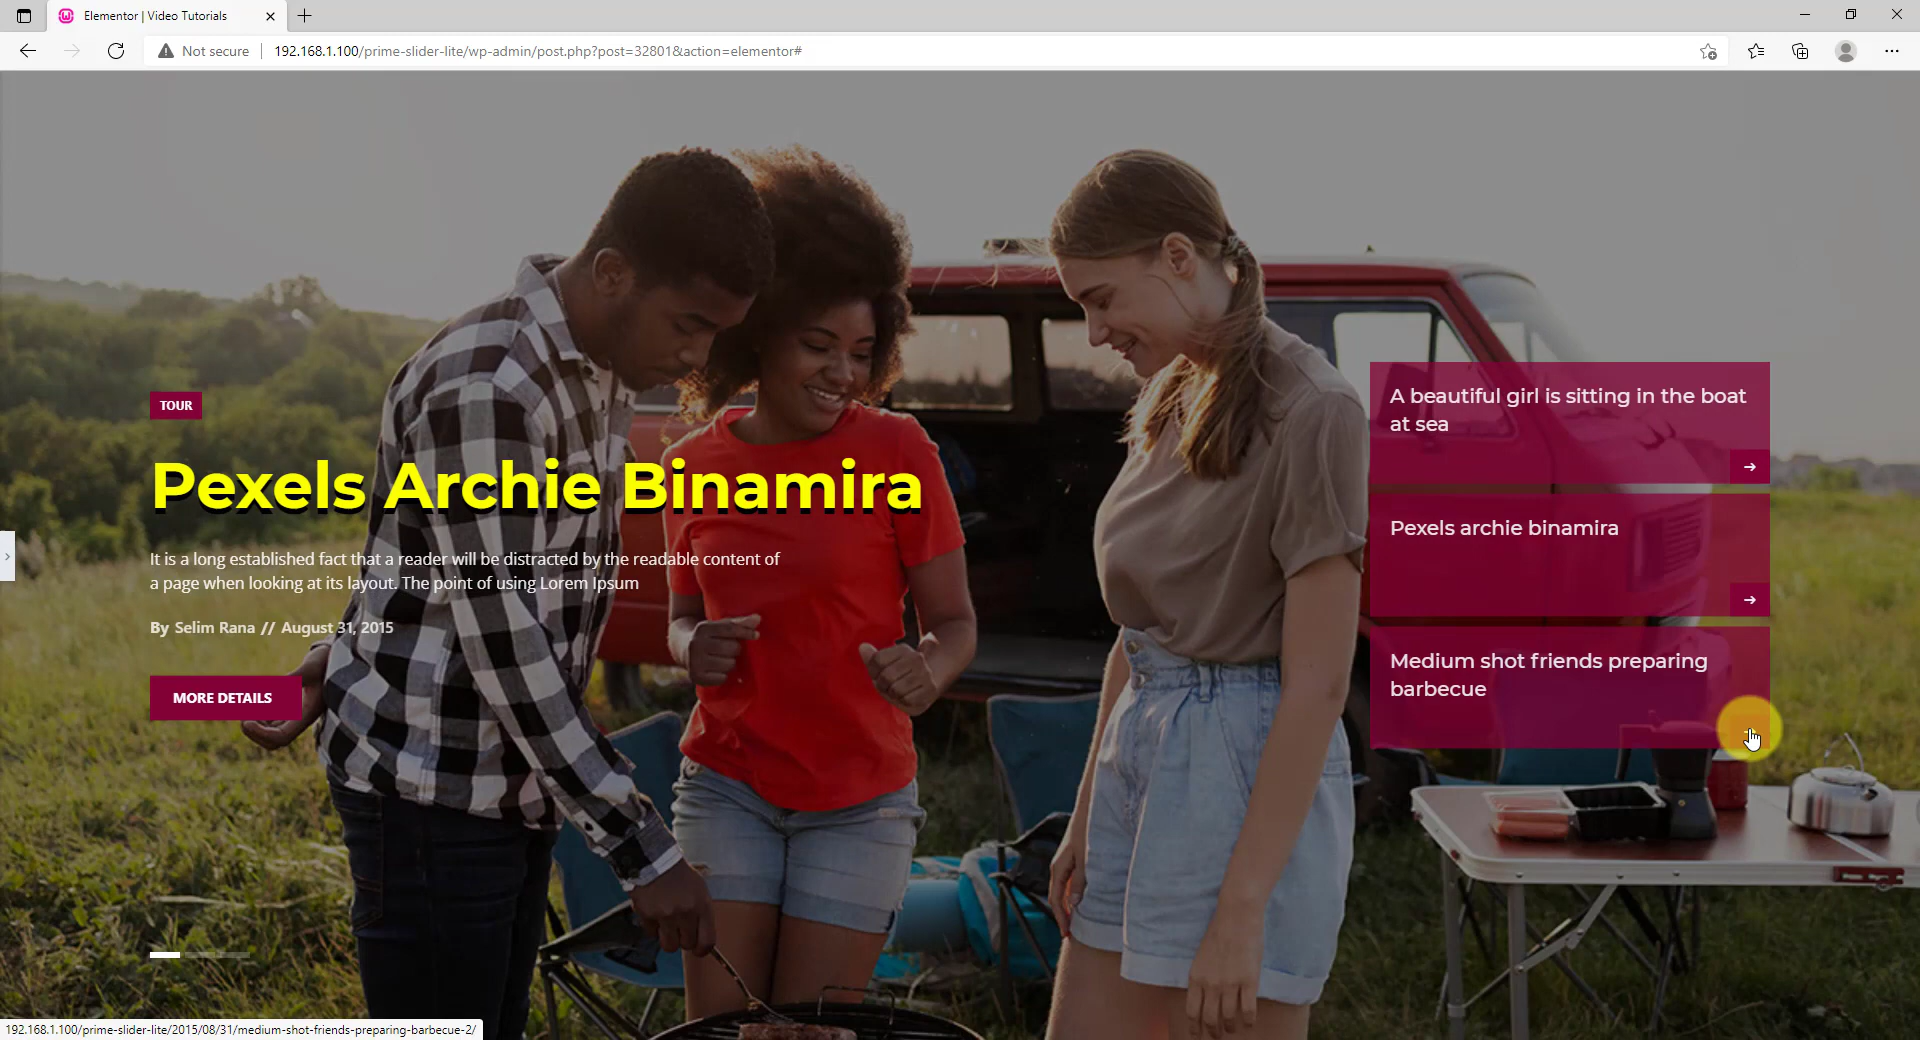 Elementor | Video Tutorials
Not secure
192.168.1.100/prime-slider-lite/wp-admin/post.php?post=32801&action=elementor#
TOUR
Pexels Archie Binamira
It is a long established fact that a reader will be distracted by the readable content of
a page when looking at its layout. The point of using Lorem Ipsum
By Selim Rana // August 31, 2015
MORE DETAILS
A beautiful girl is sitting in the boat
at sea
Pexels archie binamira
Medium shot friends preparing
barbecue
192.168.1.100/prime-slider-lite/2015/08/31/medium-shot-friends-preparing-barbecue-2/